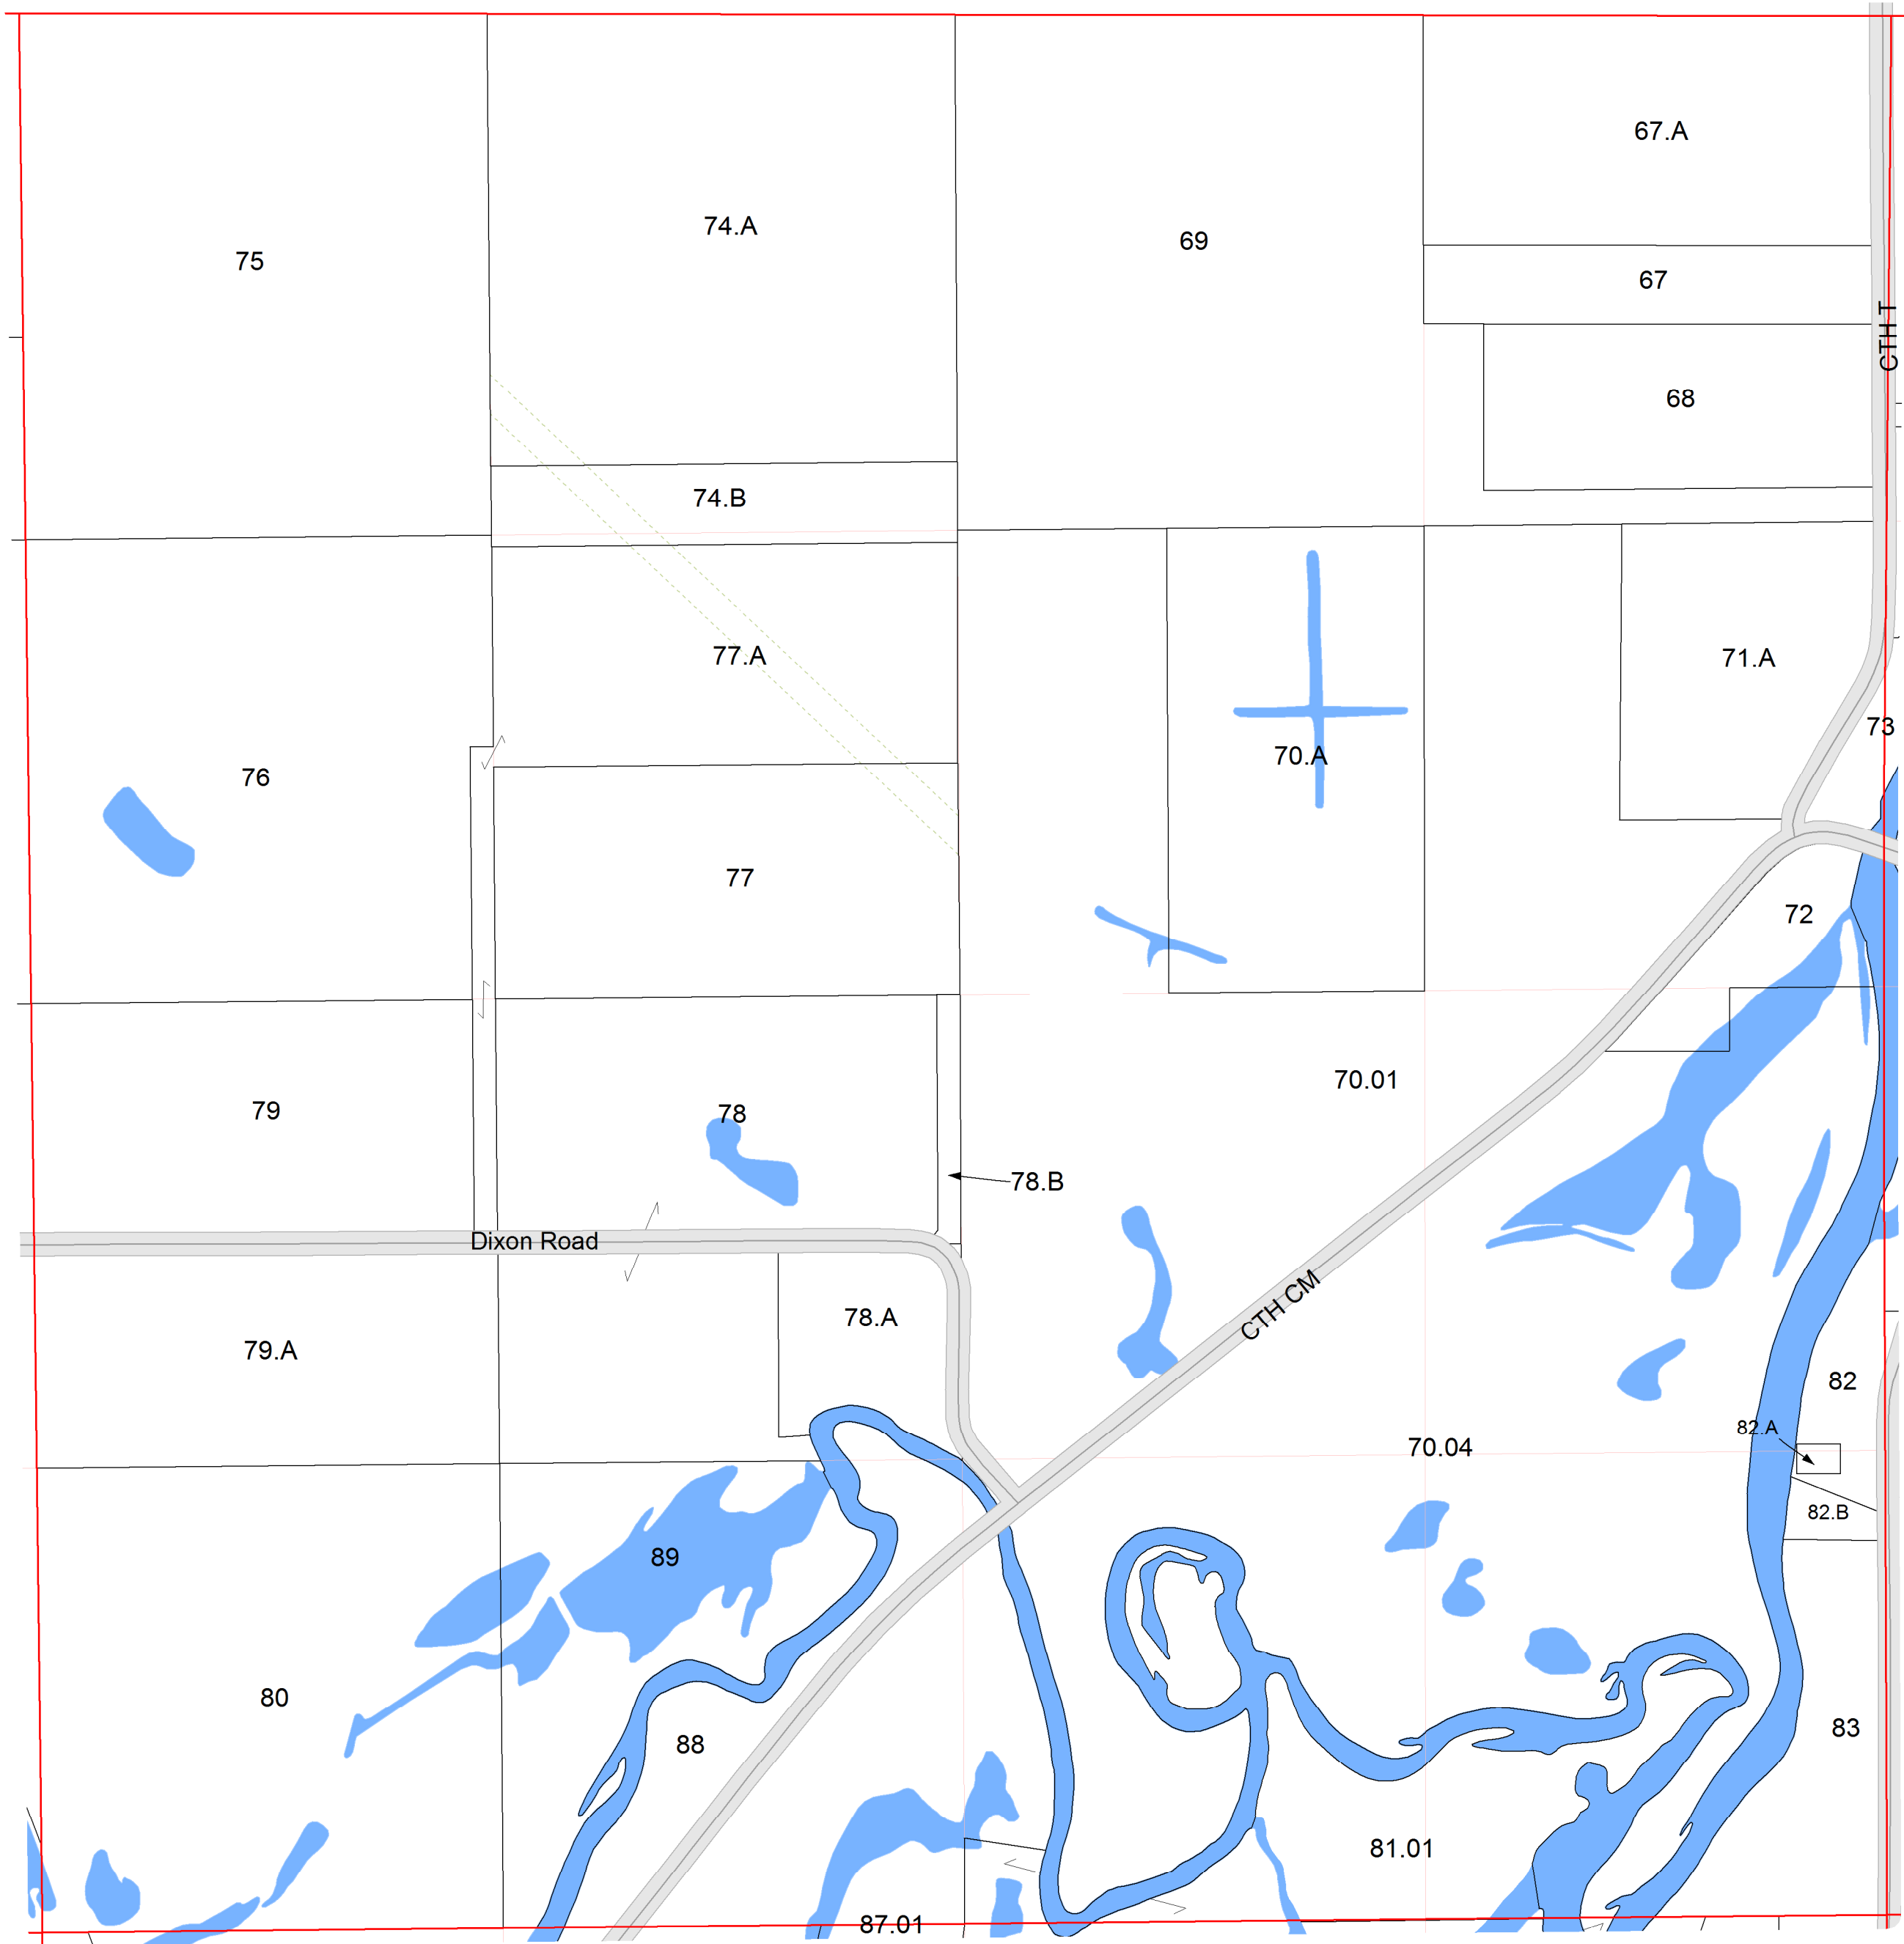 67.A
74.A
69
75
67
CTH T
68
74.B
77.A
71.A
73
70.A
76
77
72
70.01
79
78
78.B
Dixon Road
CTH CM
78.A
79.A
82
82.A
70.04
82.B
89
80
83
88
81.01
87.01